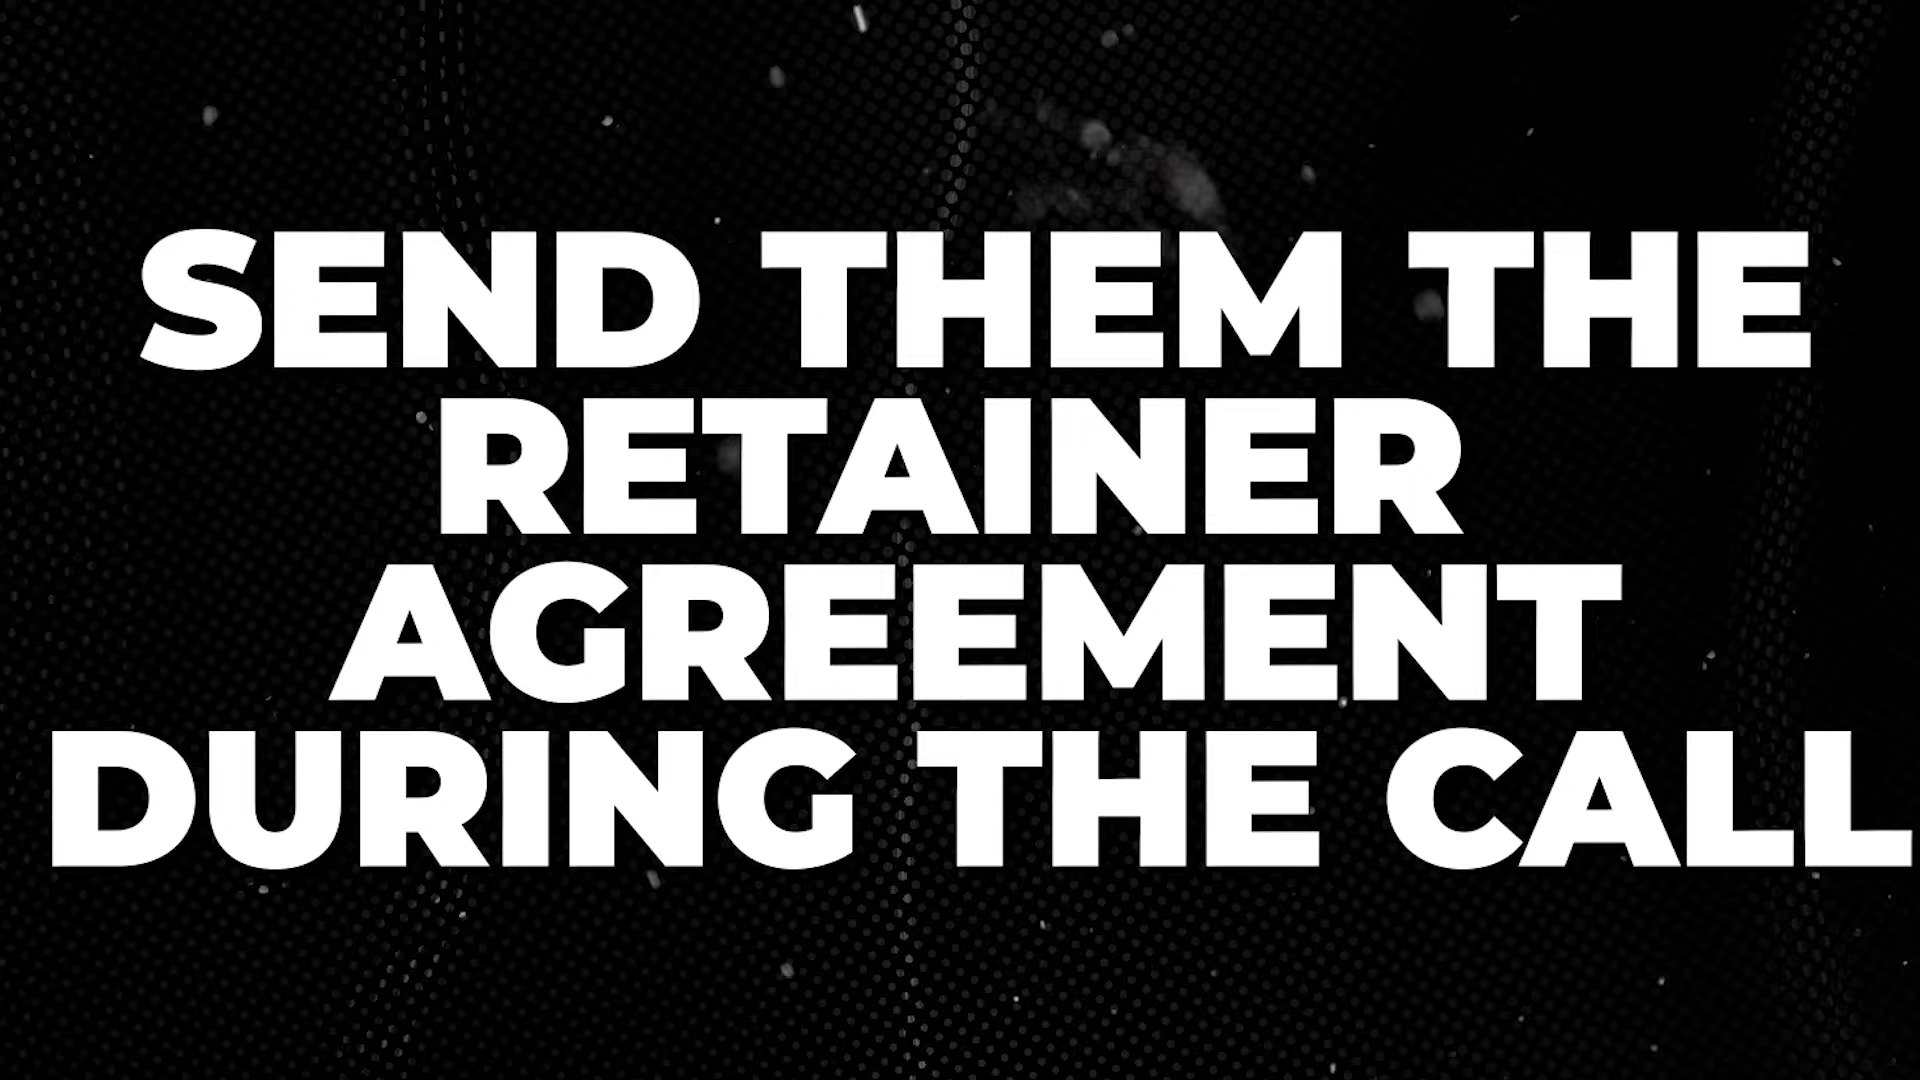 SEND THEM THE
RETAINER
AGREEMENT
DURING THE CALL